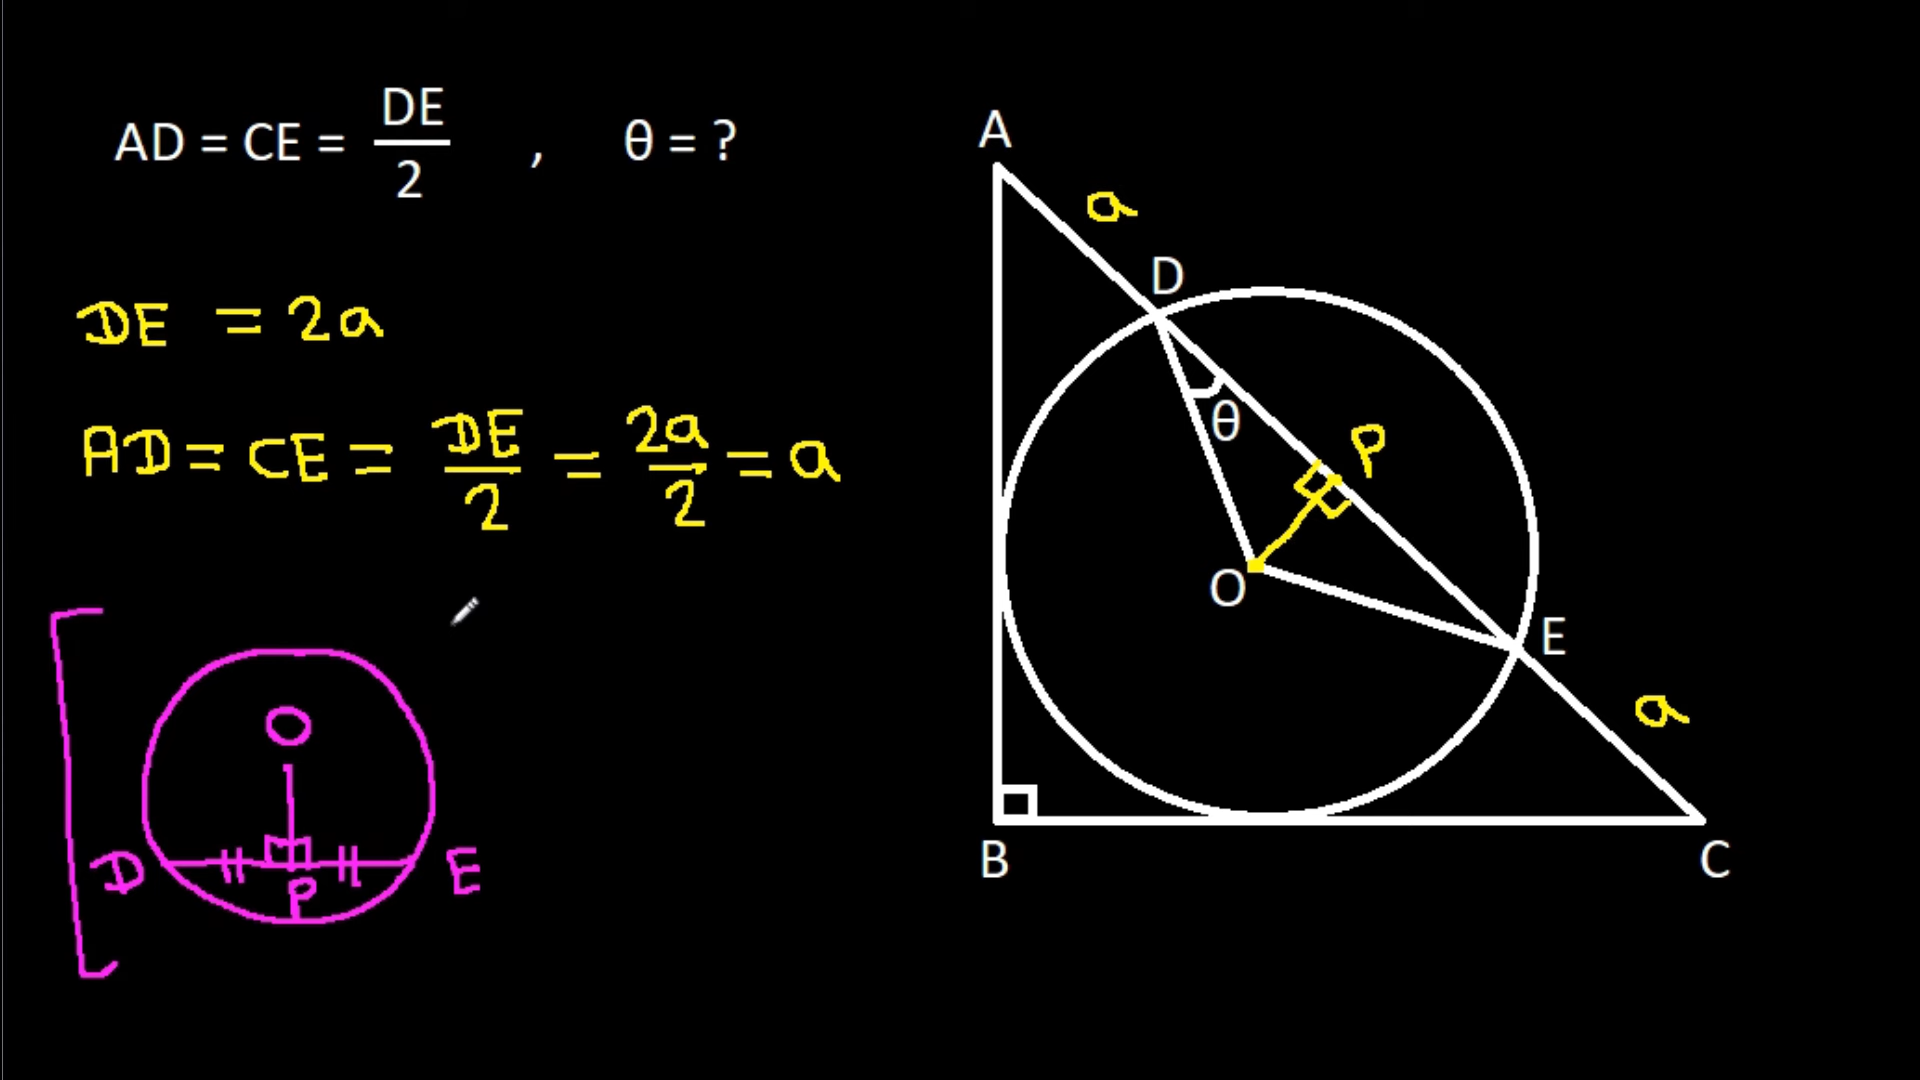 AD = CE = DE/2 , θ = ?
DE = 2a
AD = CE = DE/2 = 2a/2 = a
O
D P E
A
a
D
θ
P
O
E
a
B
C